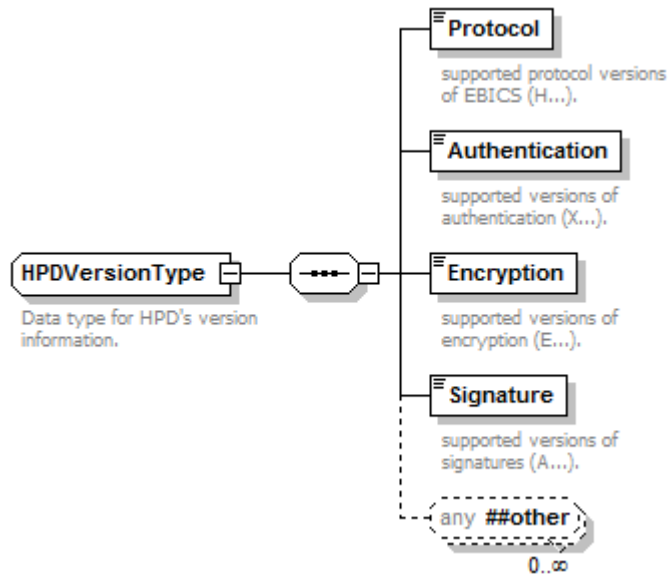 Protocol
supported protocol versions
of EBICS (H...).
Authentication
supported versions of
authentication (X...).
HPDVersionType
Data type for HPD's version
information.
Encryption
supported versions of
encryption (E...).
Signature
supported versions of
signatures (A...).
any ##other
0..∞